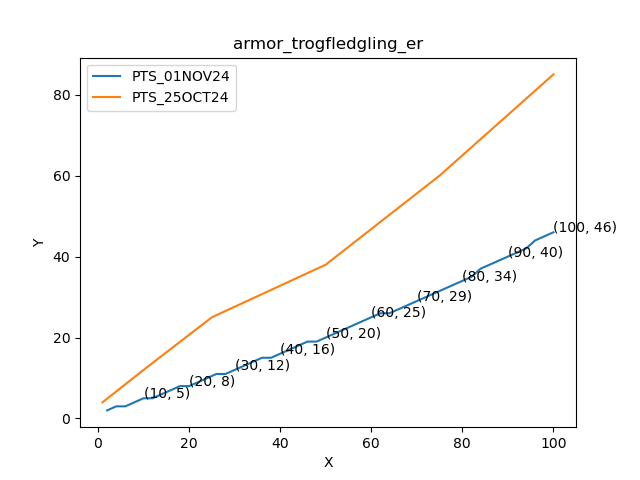 armor_trogfledgling_er
PTS_01NOV24
PTS_25OCT24
80
60
40
20
0
Y
(100, 46)
(90, 40)
(80, 34)
(70, 29)
(60, 25)
(50, 20)
(40, 16)
(30, 12)
(20, 8)
(10, 5)
0 20 40 60 80 100
X